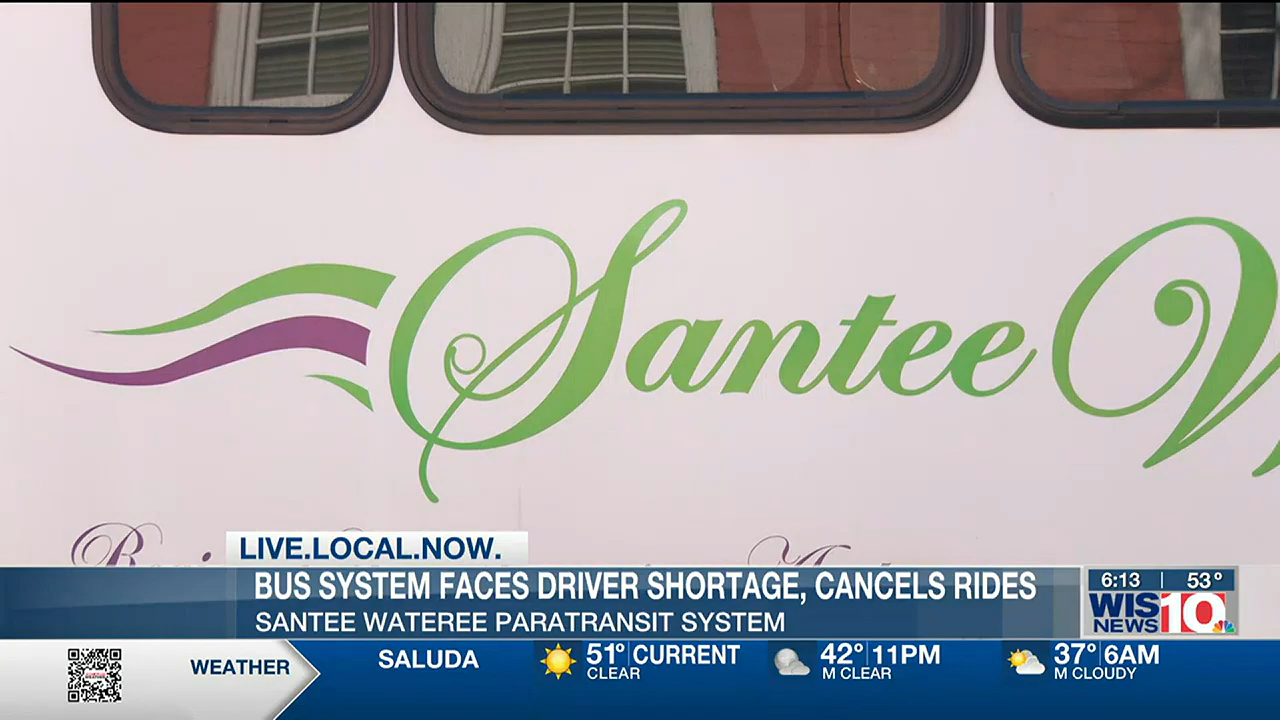 Santee
LIVE.LOCAL.NOW.
BUS SYSTEM FACES DRIVER SHORTAGE, CANCELS RIDES
SANTEE WATEREE PARATRANSIT SYSTEM
6:13 | 53°
WIS
NEWS 10
WEATHER
SALUDA
51° CURRENT
CLEAR
42° 11PM
M CLEAR
37° 6AM
M CLOUDY